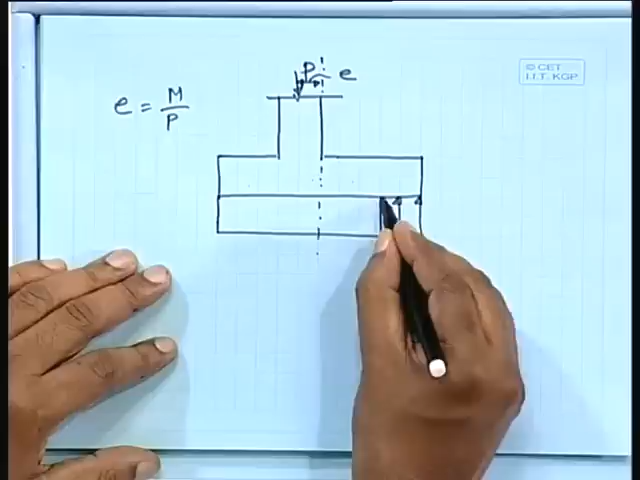 P e
e = M/P
© CET
I.I.T. KGP